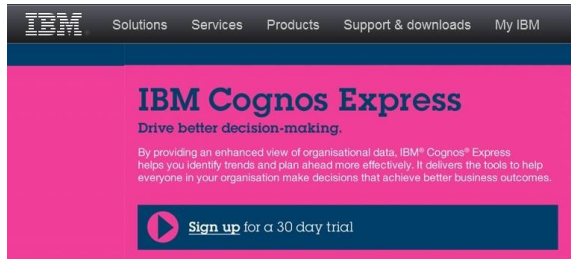 IBM® Solutions Services Products Support & downloads My IBM
IBM Cognos Express
Drive better decision-making.
By providing an enhanced view of organisational data, IBM® Cognos® Express
helps you identify trends and plan ahead more effectively. It delivers the tools to help
everyone in your organisation make decisions that achieve better business outcomes.
Sign up for a 30 day trial